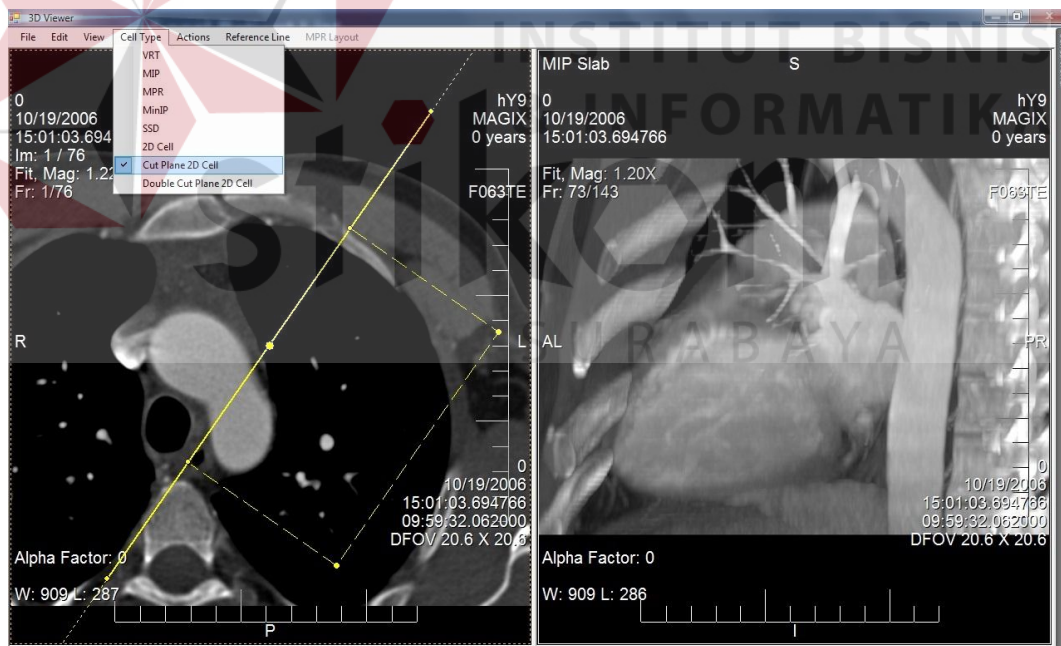 3D Viewer
File Edit View Cell Type Actions Reference Line MPR Layout
VRT
MIP
MPR
MinIP
SSD
2D Cell
Cut Plane 2D Cell
Double Cut Plane 2D Cell
0
10/19/2006
15:01:03.694
Im: 1 / 76
Fit, Mag: 1.22
Fr: 1/76
hY9
MAGIX
0 years
F063TE
R
L
0
10/19/2006
15:01:03.694766
09:59:32.062000
DFOV 20.6 X 20.6
Alpha Factor: 0
W: 909 L: 287
P
MIP Slab
S
0
10/19/2006
15:01:03.694766
Fit, Mag: 1.20X
Fr: 73/143
hY9
MAGIX
0 years
F063TE
AL
PR
0
10/19/2006
15:01:03.694766
09:59:32.062000
DFOV 20.6 X 20.6
Alpha Factor: 0
W: 909 L: 286
I
INSTITUT BISNIS
INFORMATIKA
stikom
SURABAYA